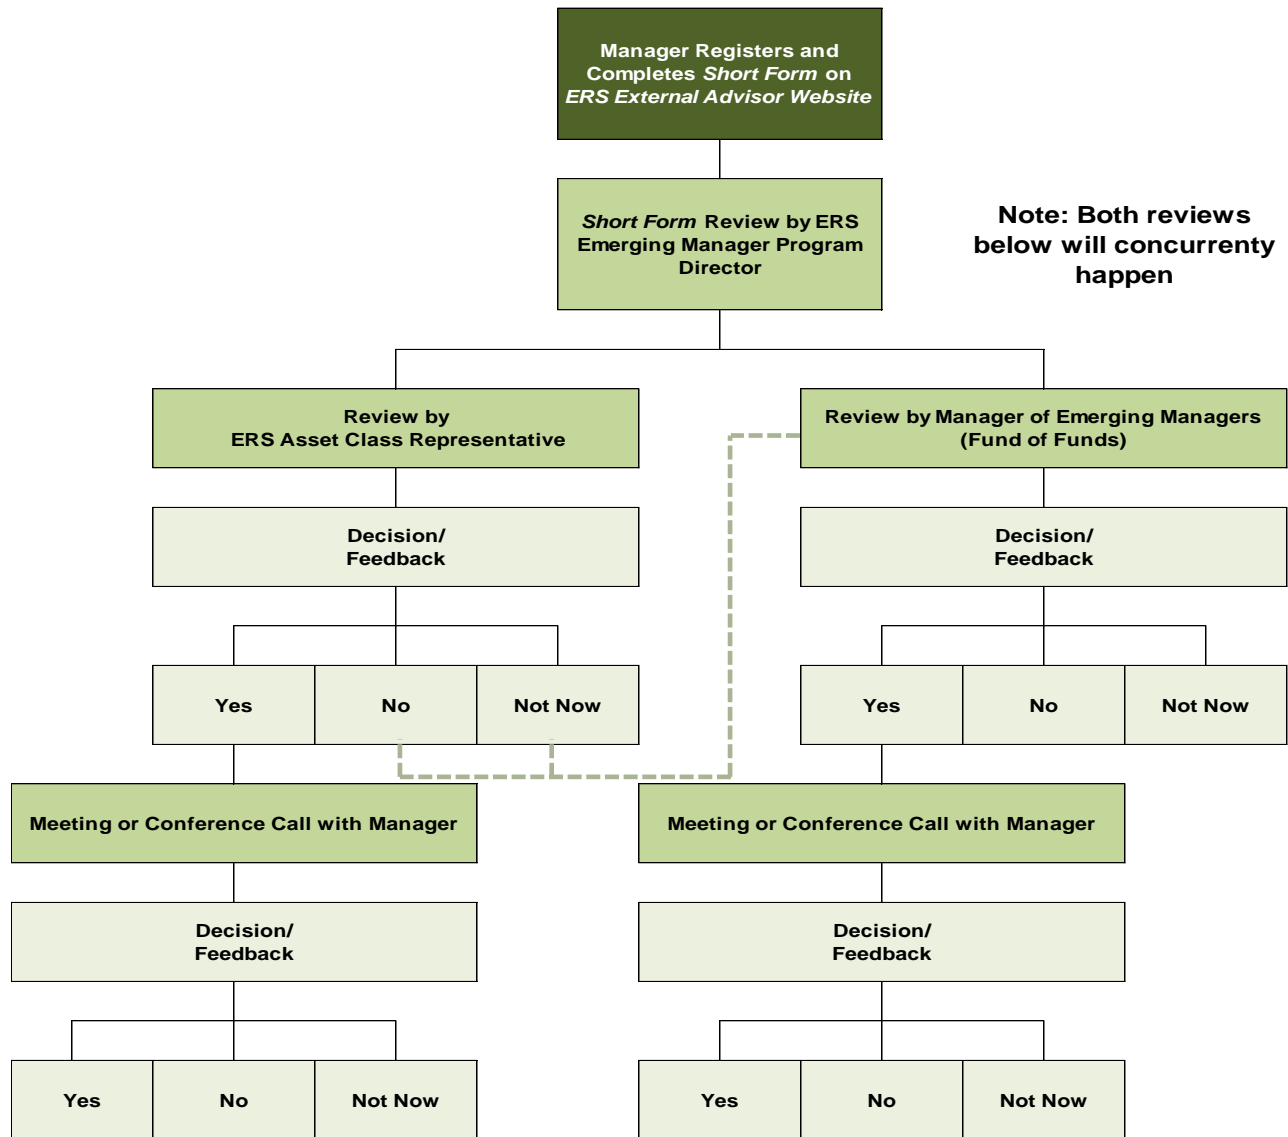 Manager Registers and
Completes Short Form on
ERS External Advisor Website
Short Form Review by ERS
Emerging Manager Program
Director
Note: Both reviews
below will concurrenty
happen
Review by
ERS Asset Class Representative
Review by Manager of Emerging Managers
(Fund of Funds)
Decision/
Feedback
Decision/
Feedback
Yes
No
Not Now
Yes
No
Not Now
Meeting or Conference Call with Manager
Meeting or Conference Call with Manager
Decision/
Feedback
Decision/
Feedback
Yes
No
Not Now
Yes
No
Not Now